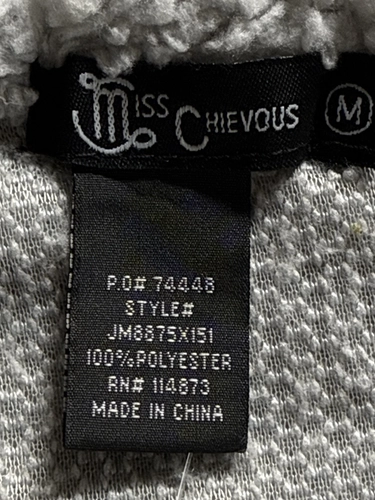 Miss Chievous
M
P.O# 74448
STYLE#
JM8875X151
100%POLYESTER
RN# 114873
MADE IN CHINA